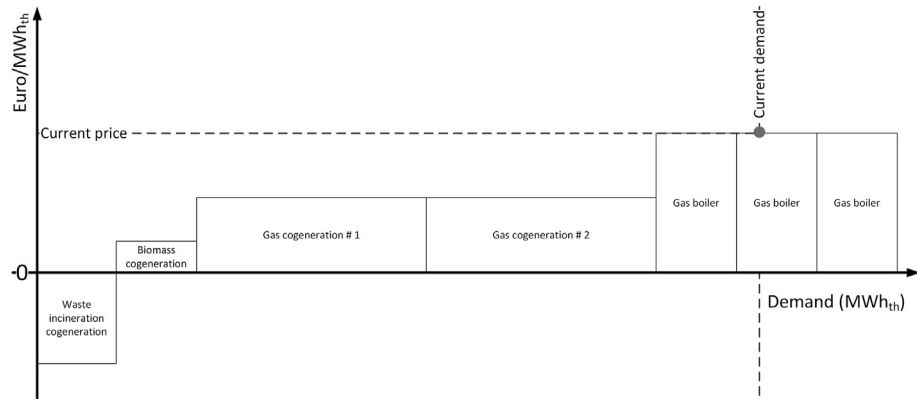 Euro/MWhth
Current demand-
Current price
Gas boiler
Gas boiler
Gas boiler
Gas cogeneration # 1
Gas cogeneration # 2
Biomass
cogeneration
-0
Demand (MWhth)
Waste
incineration
cogeneration